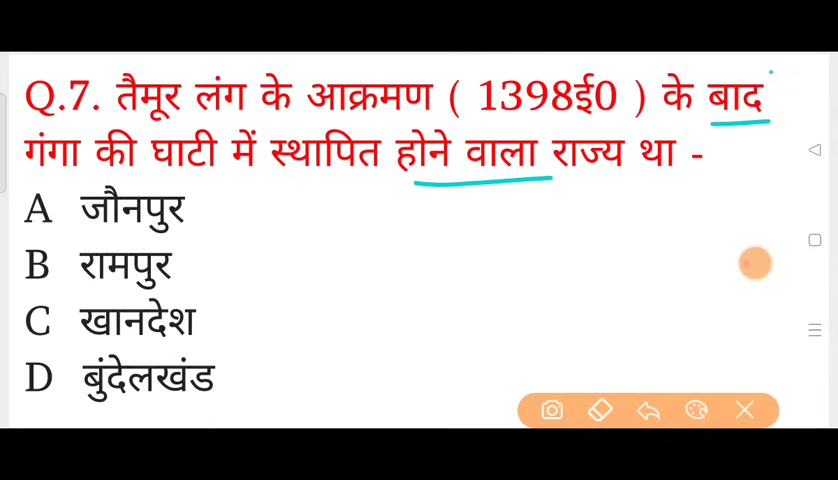 Q.7. तैमूर लंग के आक्रमण ( 1398ई0 ) के बाद
गंगा की घाटी में स्थापित होने वाला राज्य था -
A जौनपुर
B रामपुर
C खानदेश
D बुंदेलखंड